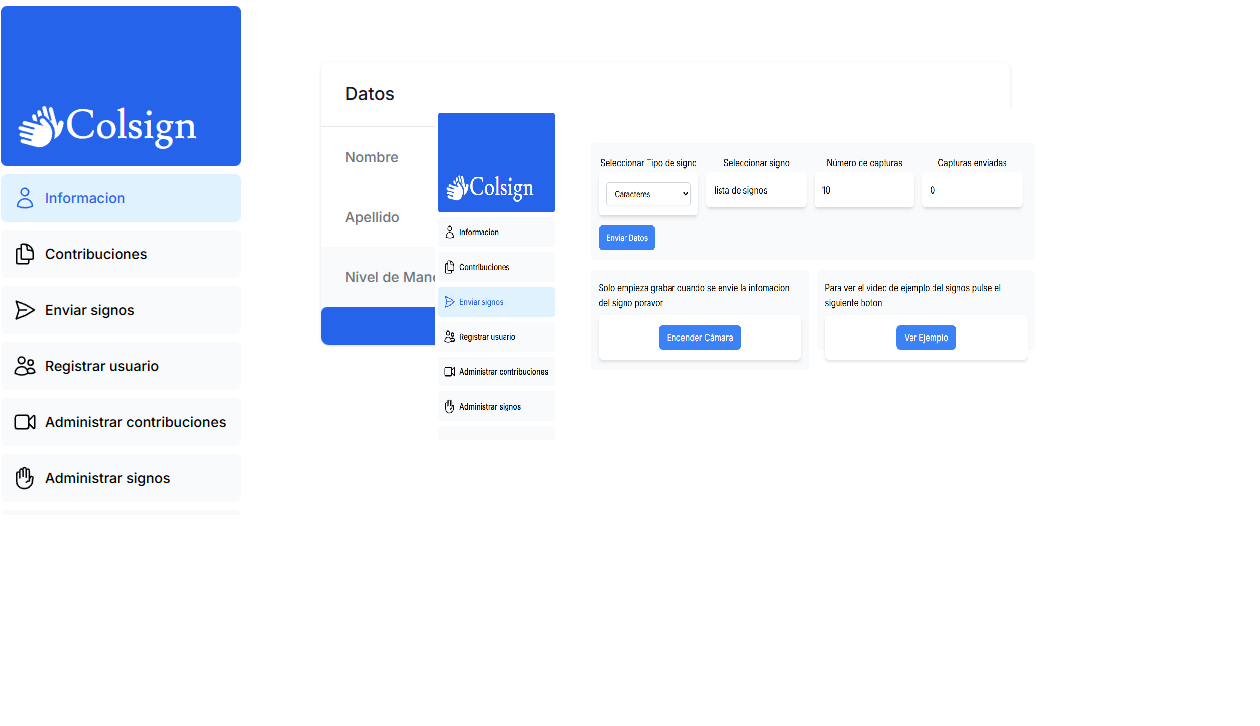 Colsign
Informacion
Contribuciones
Enviar signos
Registrar usuario
Administrar contribuciones
Administrar signos
Datos
Nombre
Apellido
Nivel de
Colsign
Informacion
Contribuciones
Enviar signos
Registrar usuario
Administrar contribuciones
Administrar signos
Seleccionar Tipo de signo
Seleccionar signo
Número de capturas
Capturas enviadas
Caracteres
lista de signos
10
0
Enviar Datos
Solo empieza grabar cuando se envie la infomacion
del signo poravor
Encender Cámara
Para ver el video de ejemplo del signos pulse el
siguiente boton
Ver Ejemplo